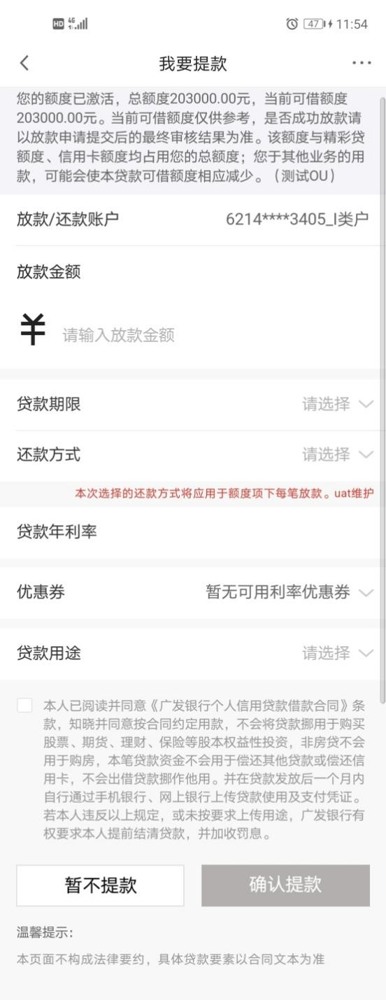 HD 4G 47 11:54
我要提款
您的额度已激活，总额度203000.00元，当前可借额度
203000.00元。当前可借额度仅供参考，是否成功放款请
以放款申请提交后的最终审核结果为准。该额度与精彩贷
额度、信用卡额度均占用您的总额度；您于其他业务的用
款，可能会使本贷款可借额度相应减少。（测试OU）
放款/还款账户 6214****3405_I类户
放款金额
¥ 请输入放款金额
贷款期限 请选择
还款方式 请选择
本次选择的还款方式将应用于额度项下每笔放款。uat维护
贷款年利率
优惠券 暂无可用利率优惠券
贷款用途 请选择
本人已阅读并同意《广发银行个人信用贷款借款合同》条
款，知晓并同意按合同约定用款，不会将贷款挪用于购买
股票、期货、理财、保险等股本权益性投资，非房贷不会
用于购房，本笔贷款资金不会用于偿还其他贷款或偿还信
用卡，不会出借贷款挪作他用。并在贷款发放后一个月内
自行通过手机银行、网上银行上传贷款使用及支付凭证。
若本人违反以上规定，或未按要求上传用途，广发银行有
权要求本人提前结清贷款，并加收罚息。
暂不提款 确认提款
温馨提示：
本页面不构成法律要约，具体贷款要素以合同文本为准